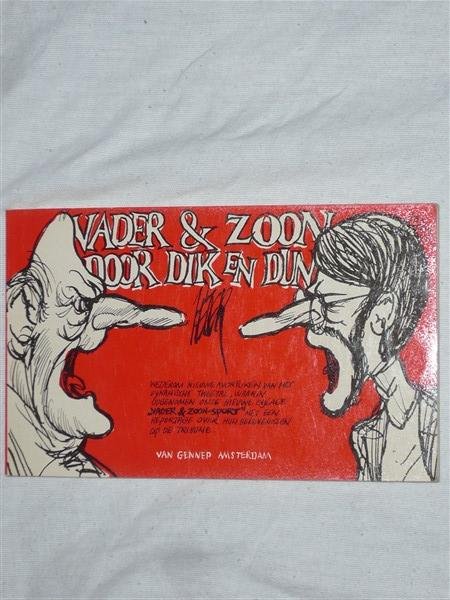 VADER & ZOON
DOOR DIK EN DUN
WEDEROM NIEUWE AVONTUREN VAN HET
DYNAMISCHE TWEETAL, WAARIN
OPGENOMEN ONZE NIEUWE BIJLAGE
"VADER & ZOON-SPORT" MET EEN
REPORTAGE OVER HUN BELEVENISSEN
OP DE TRIBUNE.
VAN GENNEP AMSTERDAM